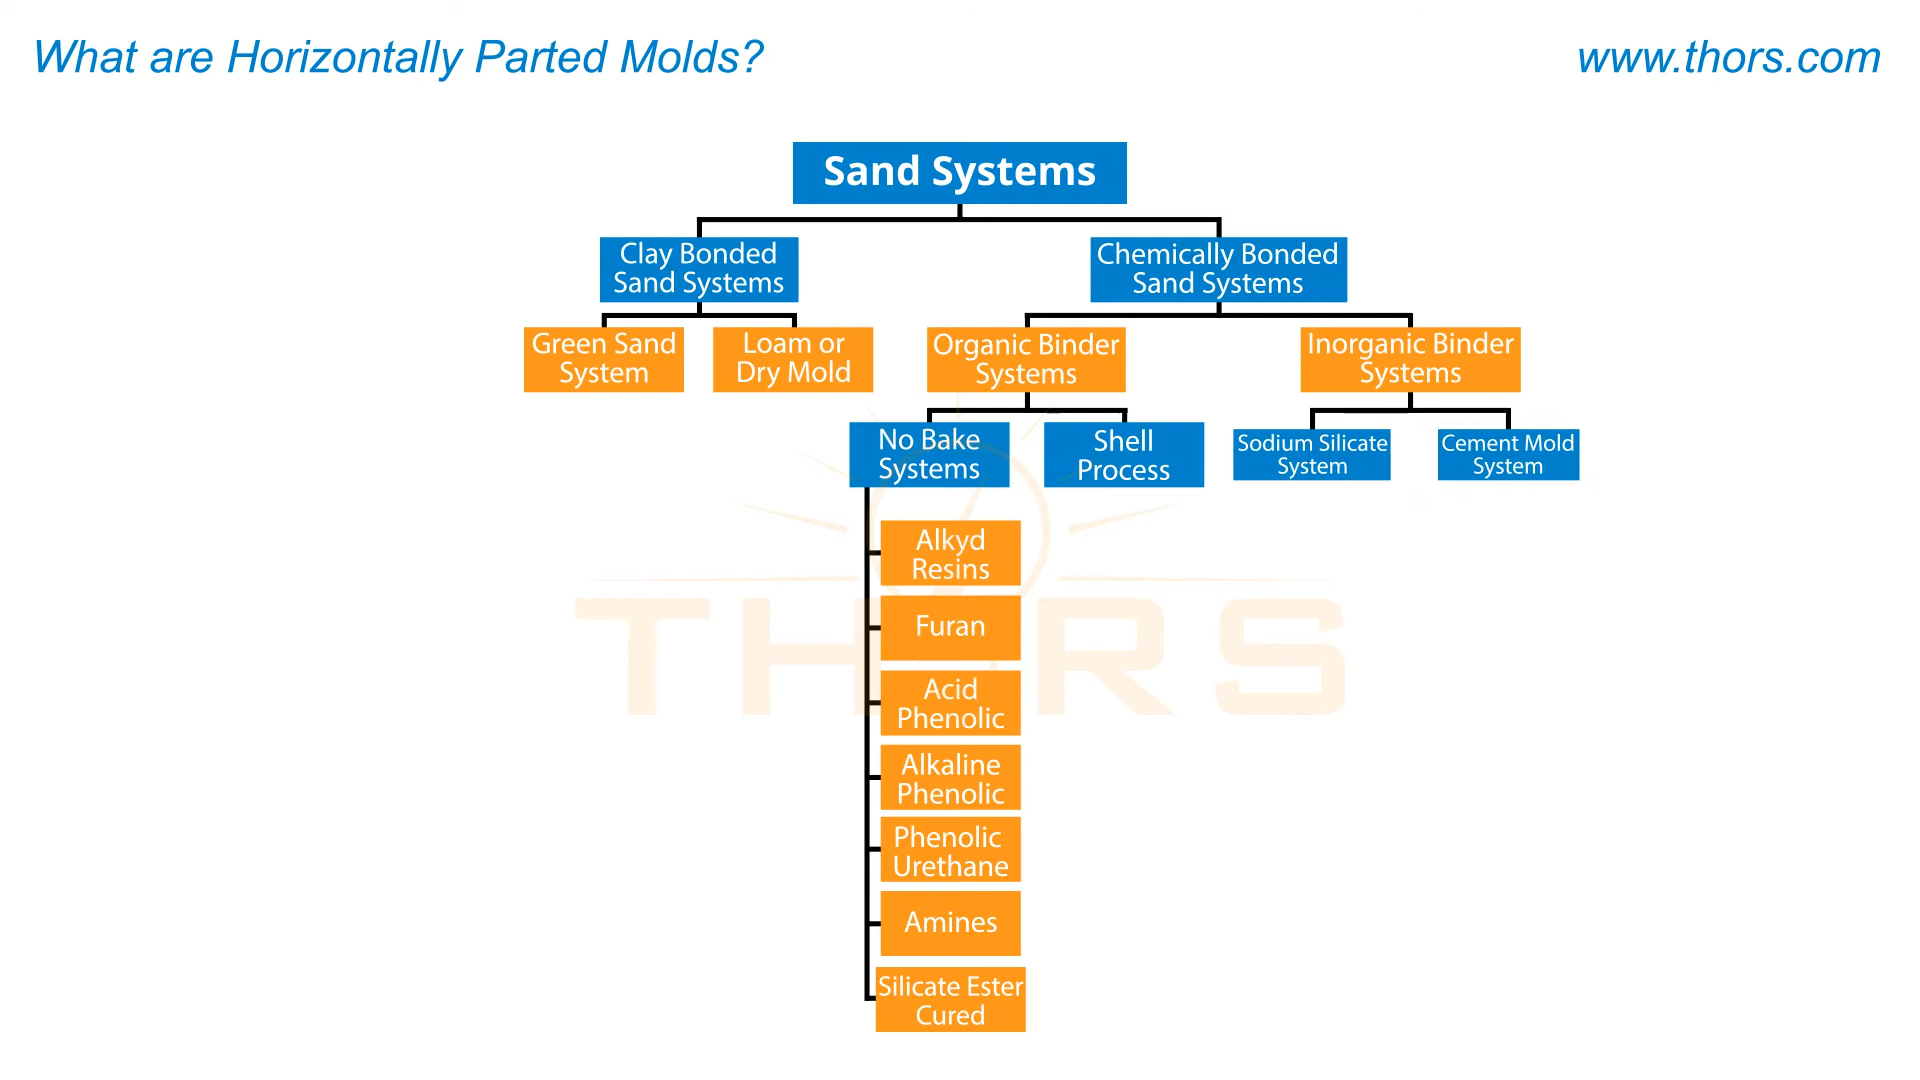 What are Horizontally Parted Molds?
www.thors.com
Sand Systems
Clay Bonded
Sand Systems
Chemically Bonded
Sand Systems
Green Sand
System
Loam or
Dry Mold
Organic Binder
Systems
Inorganic Binder
Systems
No Bake
Systems
Shell
Process
Sodium Silicate
System
Cement Mold
System
Alkyd
Resins
Furan
Acid
Phenolic
Alkaline
Phenolic
Phenolic
Urethane
Amines
Silicate Ester
Cured
THORS